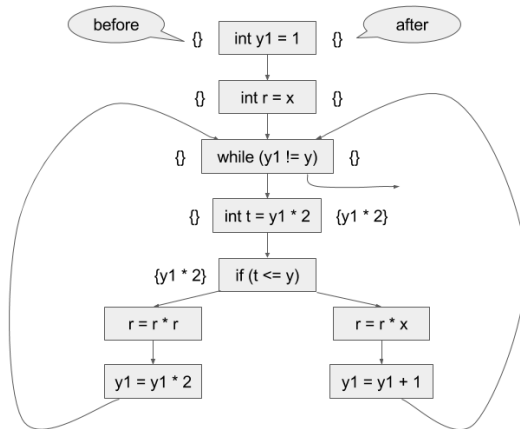 before
after
{} int y1 = 1 {}
{} int r = x {}
{} while (y1 != y) {}
{} int t = y1 * 2 {y1 * 2}
{y1 * 2} if (t <= y)
r = r * r
r = r * x
y1 = y1 * 2
y1 = y1 + 1